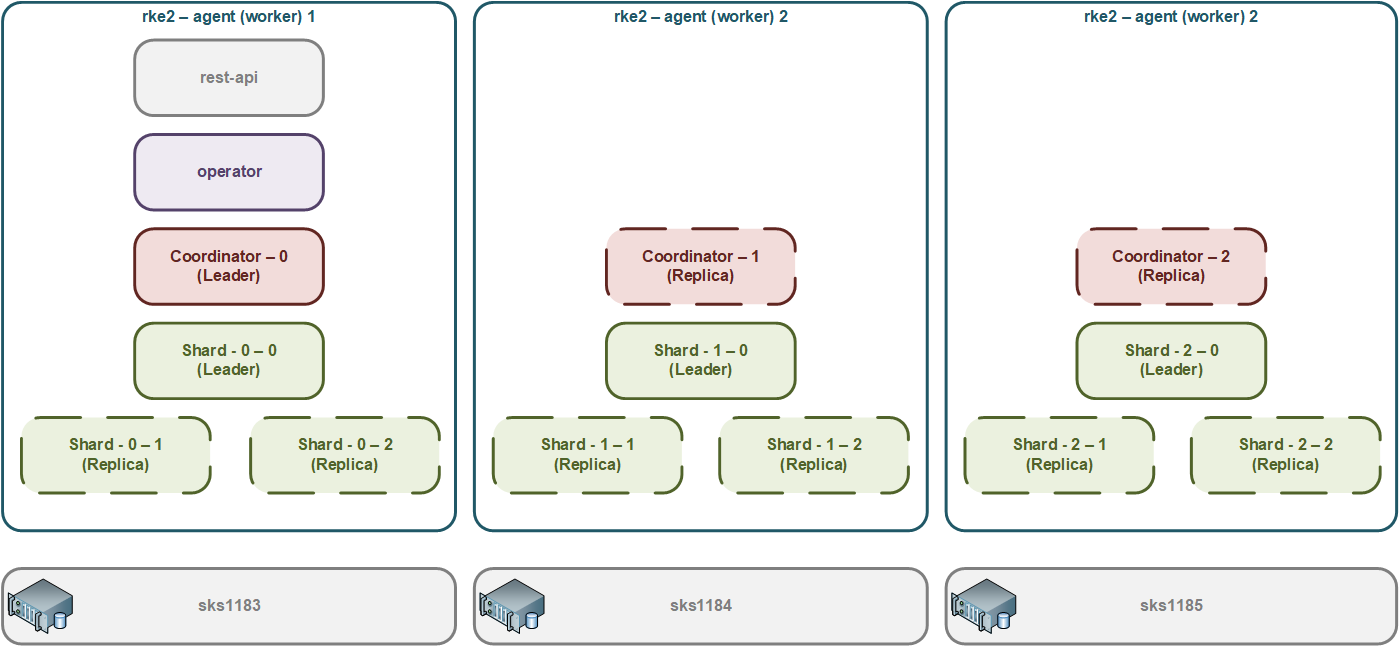 rke2 – agent (worker) 1
rest-api
operator
Coordinator – 0
(Leader)
Shard - 0 – 0
(Leader)
Shard - 0 – 1
(Replica)
Shard - 0 – 2
(Replica)
sks1183
rke2 – agent (worker) 2
Coordinator – 1
(Replica)
Shard - 1 – 0
(Leader)
Shard - 1 – 1
(Replica)
Shard - 1 – 2
(Replica)
sks1184
rke2 – agent (worker) 2
Coordinator – 2
(Replica)
Shard - 2 – 0
(Leader)
Shard - 2 – 1
(Replica)
Shard - 2 – 2
(Replica)
sks1185